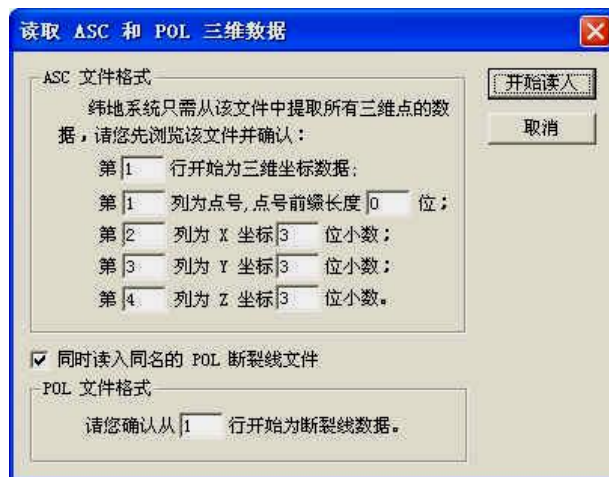 读取 ASC 和 POL 三维数据
ASC 文件格式
纬地系统只需从该文件中提取所有三维点的数
据，请您先浏览该文件并确认：
第 1 行开始为三维坐标数据;
第 1 列为点号,点号前缀长度 0 位；
第 2 列为 X 坐标 3 位小数；
第 3 列为 Y 坐标 3 位小数；
第 4 列为 Z 坐标 3 位小数。
开始读入
取消
同时读入同名的 POL 断裂线文件
POL 文件格式
请您确认从 1 行开始为断裂线数据。